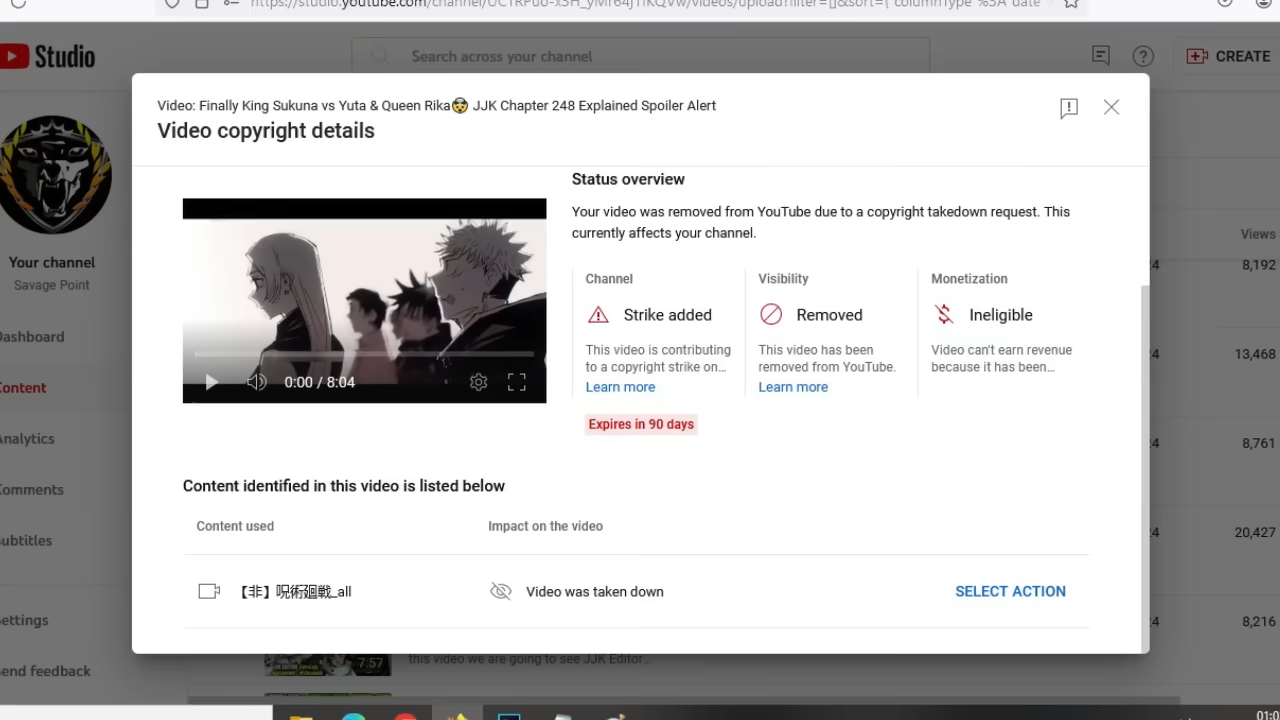 Studio
Search across your channel
CREATE
Video: Finally King Sukuna vs Yuta & Queen Rika😨 JJK Chapter 248 Explained Spoiler Alert
Video copyright details
Status overview
Your video was removed from YouTube due to a copyright takedown request. This
currently affects your channel.
Channel
Strike added
This video is contributing
to a copyright strike on...
Learn more
Expires in 90 days
Visibility
Removed
This video has been
removed from YouTube.
Learn more
Monetization
Ineligible
Video can't earn revenue
because it has been...
0:00 / 8:04
Content identified in this video is listed below
Content used
Impact on the video
【非】呪術廻戦_all
Video was taken down
SELECT ACTION
Your channel
Savage Point
Dashboard
Content
Analytics
Comments
Subtitles
Settings
Send feedback
Views
8,192
13,468
8,761
20,427
8,216
7:57
this video we are going to see JJK Editor...